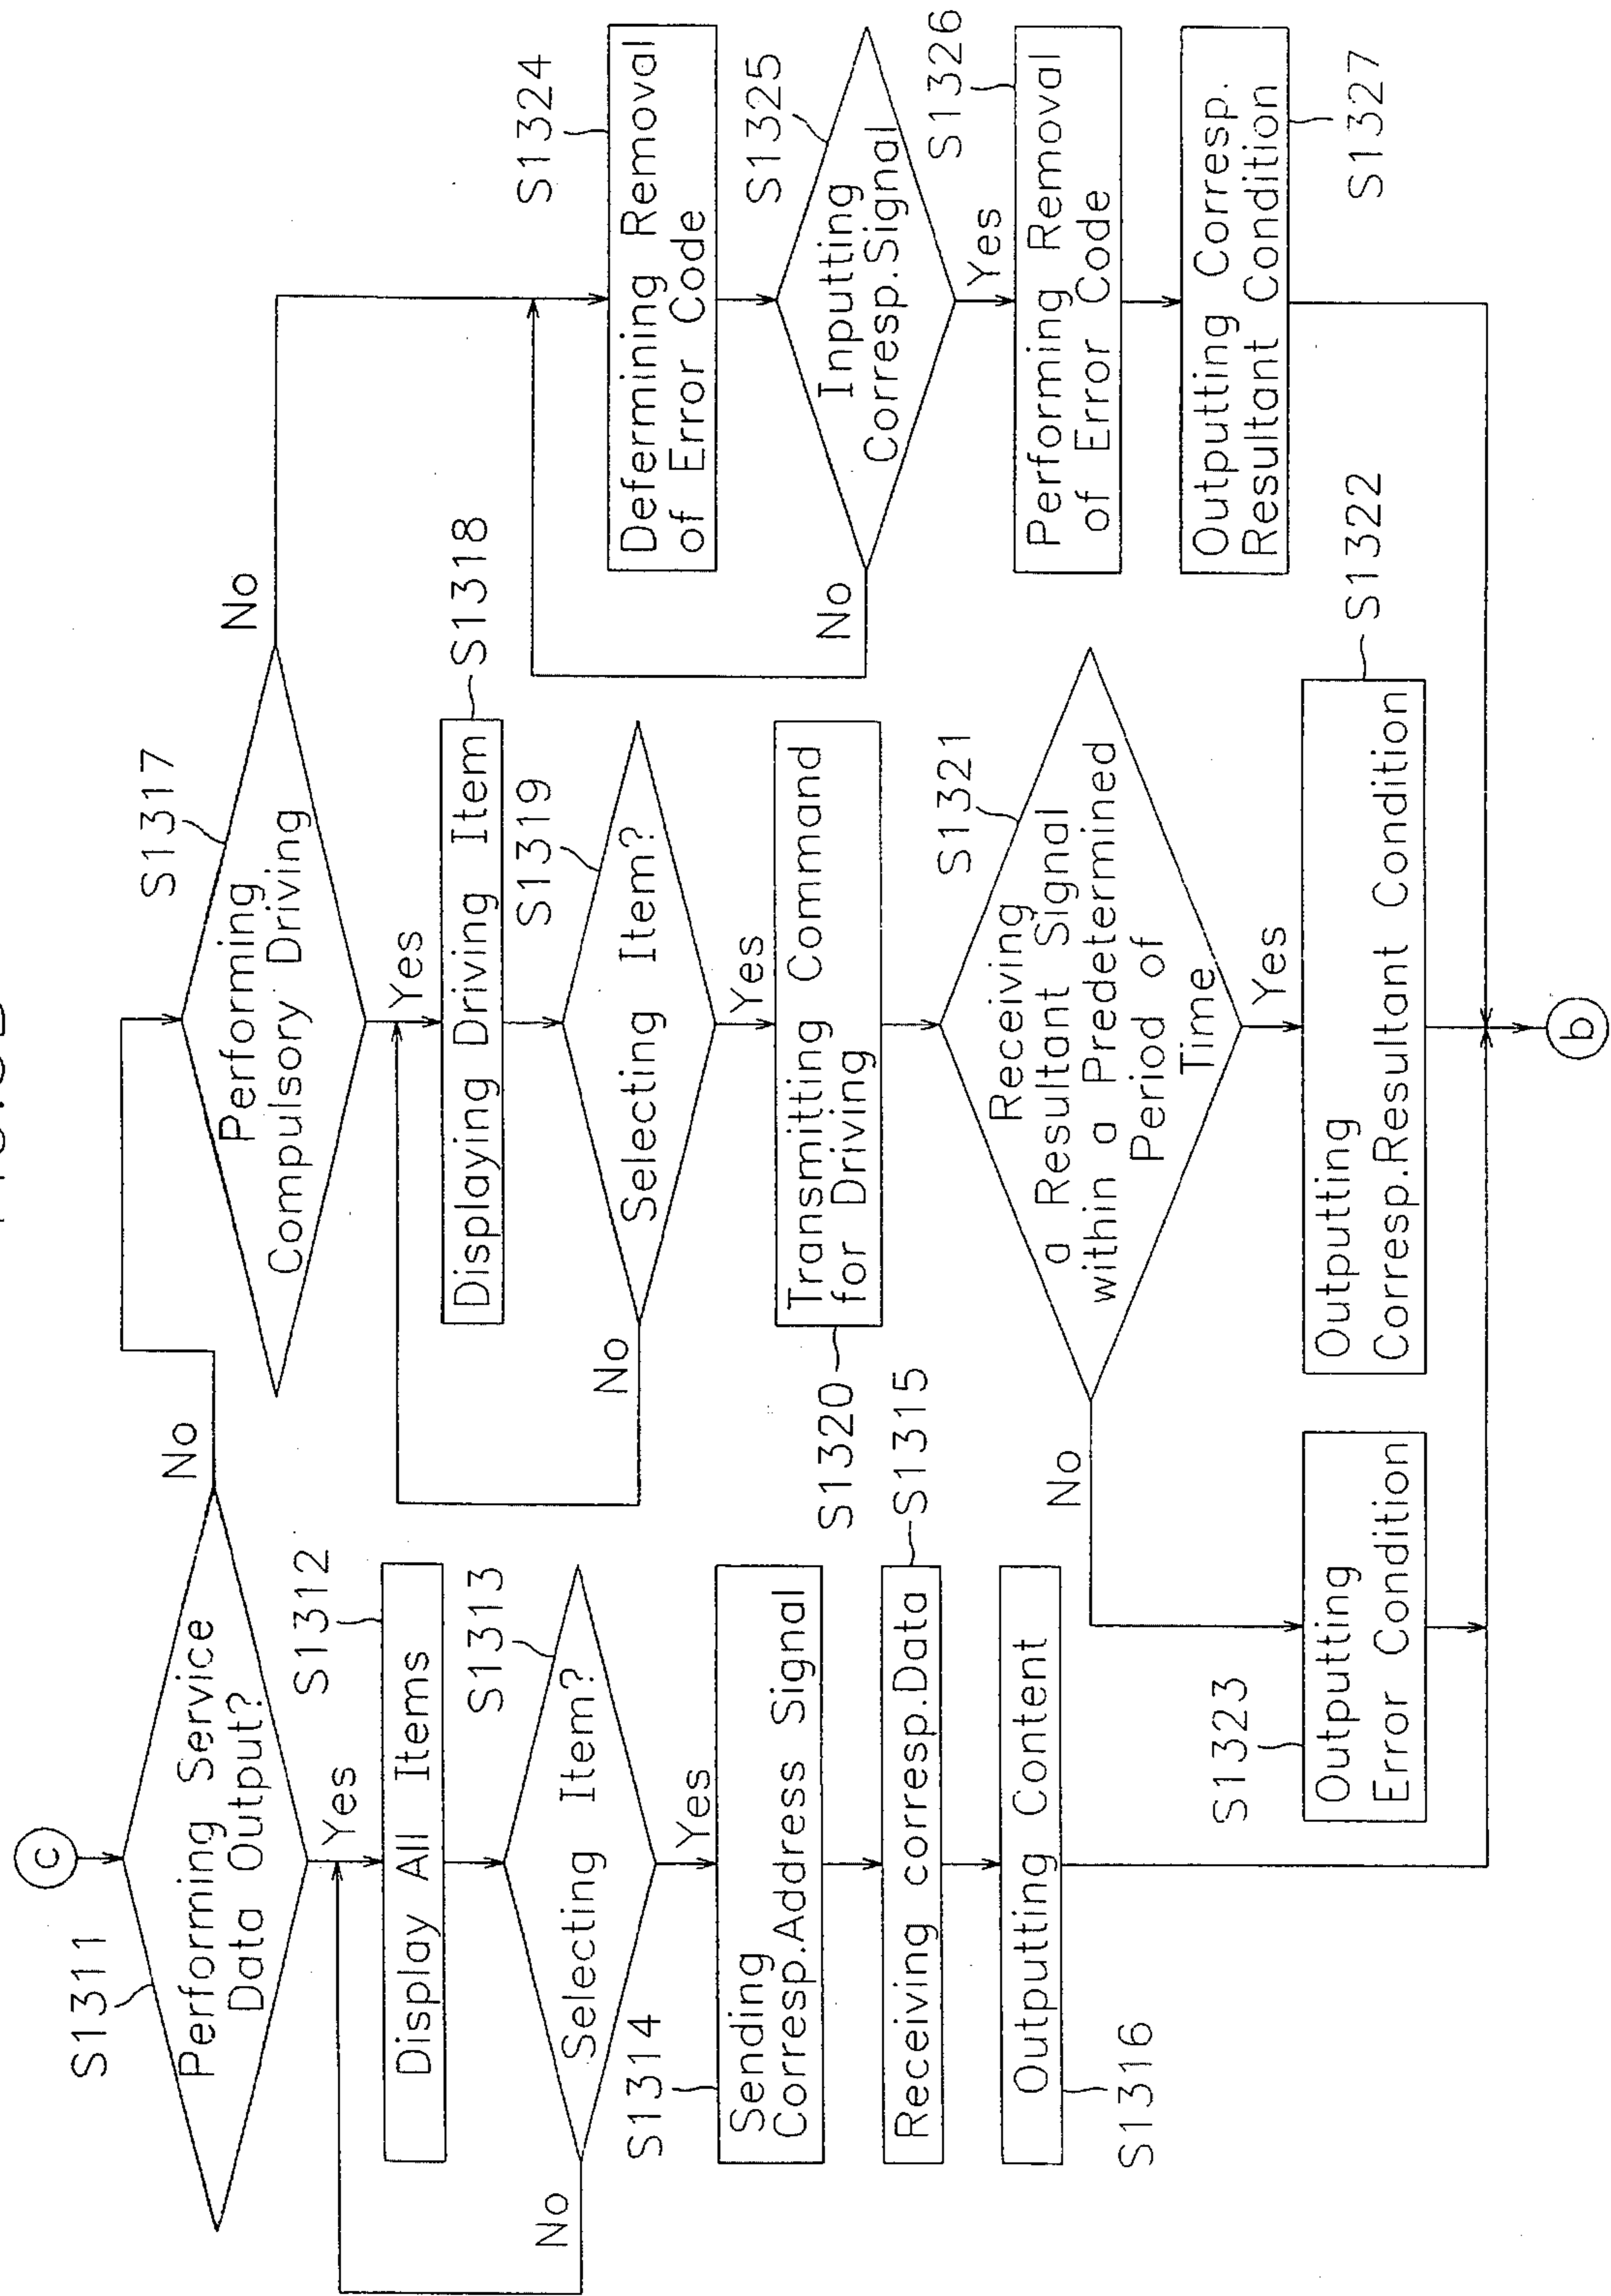 c
S1311
Performing Service
Data Output?
No
Yes
S1312
Display All Items
S1313
Selecting Item?
No
Yes
S1314
Sending
Corresp.Address Signal
S1315
Receiving corresp.Data
Outputting Content
S1316
S1317
Performing
Compulsory Driving
No
Yes
S1318
Displaying Driving Item
S1319
Selecting Item?
No
Yes
Transmitting Command
for Driving
S1320
S1321
Receiving
a Resultant Signal
within a Predetermined
Period of
Time
No
Yes
S1322
Outputting
Corresp.Resultant Condition
S1323
Outputting
Error Condition
S1324
Defermining Removal
of Error Code
S1325
Inputting
Corresp.Signal
No
Yes
S1326
Performing Removal
of Error Code
Outputting Corresp.
Resultant Condition
S1327
b